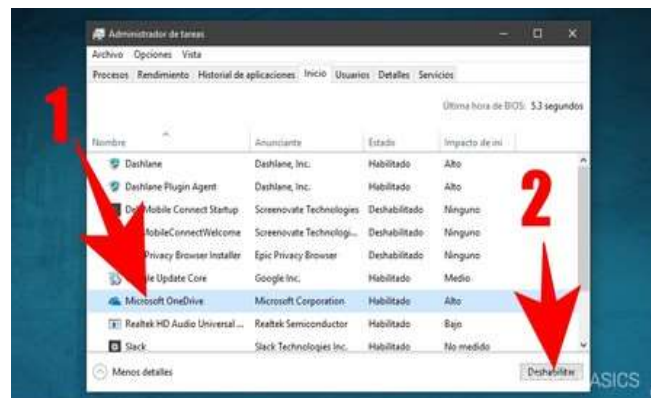 Administrador de tareas
Archivo Opciones Vista
Procesos Rendimiento Historial de aplicaciones Inicio Usuarios Detalles Servicios
1
Última hora de BIOS: 5.3 segundos
Nombre Anunciante Estado Impacto de ini
Dashlane Dashlane, Inc. Habilitado Alto
Dashlane Plugin Agent Dashlane, Inc. Habilitado Alto
2
Mobile Connect Startup Screenovate Technologies Deshabilitado Ninguno
MobileConnectWelcome Screenovate Technologi... Deshabilitado Ninguno
Privacy Browser Installer Epic Privacy Browser Deshabilitado Ninguno
Update Core Google Inc. Habilitado Medio
Microsoft OneDrive Microsoft Corporation Habilitado Alto
Realtek HD Audio Universal ... Realtek Semiconductor Habilitado Bajo
Slack Slack Technologies Inc. Habilitado No medido
Menos detalles Deshabilitar
ASICS